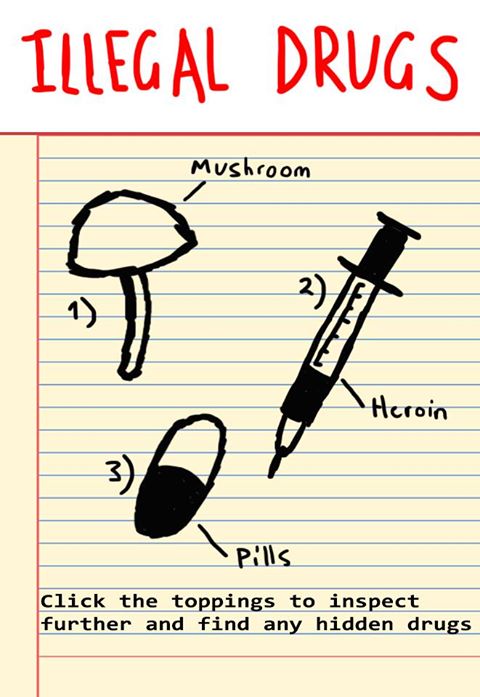 ILLEGAL DRUGS
Mushroom
1)
2)
Heroin
3)
Pills
Click the toppings to inspect
further and find any hidden drugs